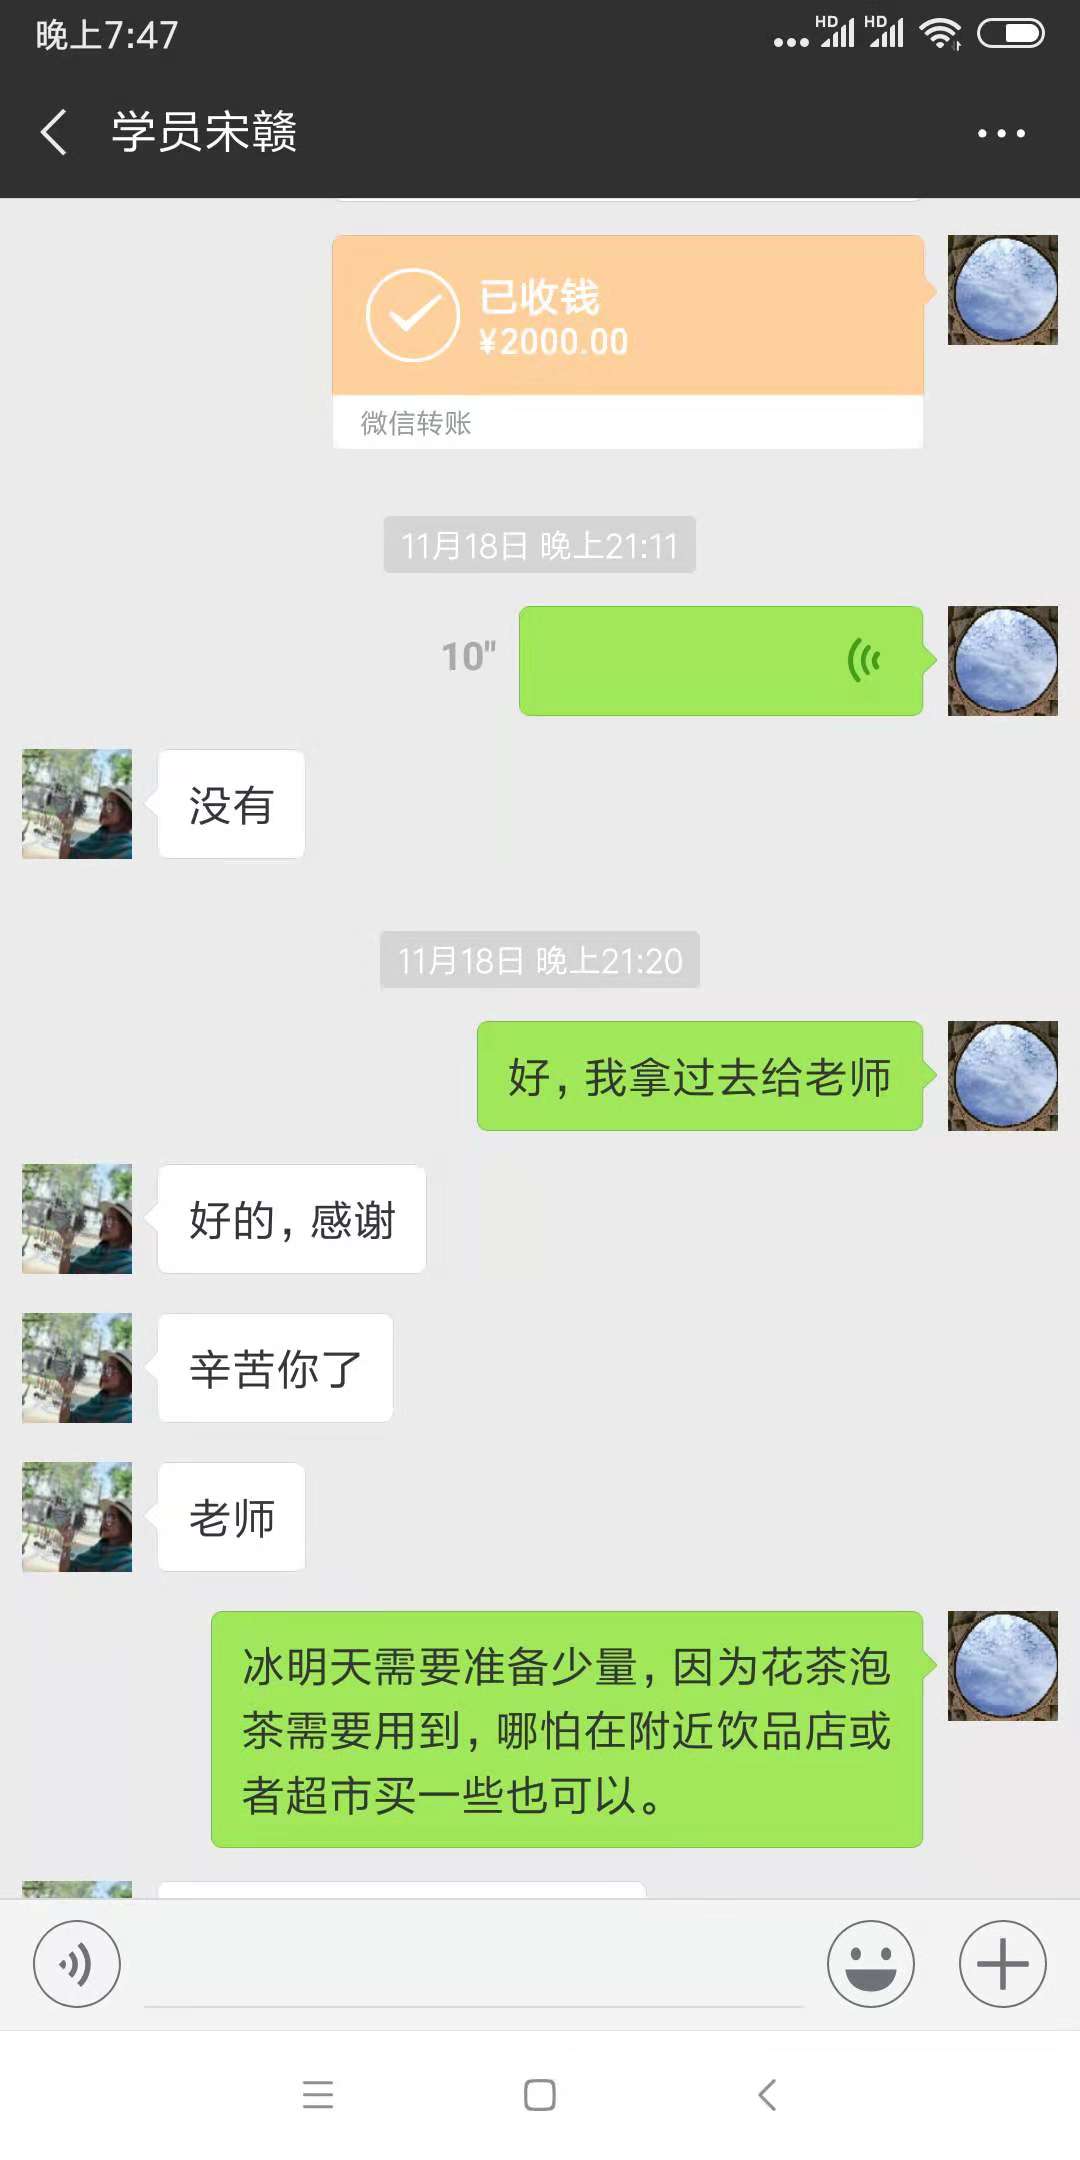 晚上7:47
HD HD
学员宋赣
已收钱
¥2000.00
微信转账
11月18日 晚上21:11
10"
没有
11月18日 晚上21:20
好，我拿过去给老师
好的，感谢
辛苦你了
老师
冰明天需要准备少量，因为花茶泡
茶需要用到，哪怕在附近饮品店或
者超市买一些也可以。